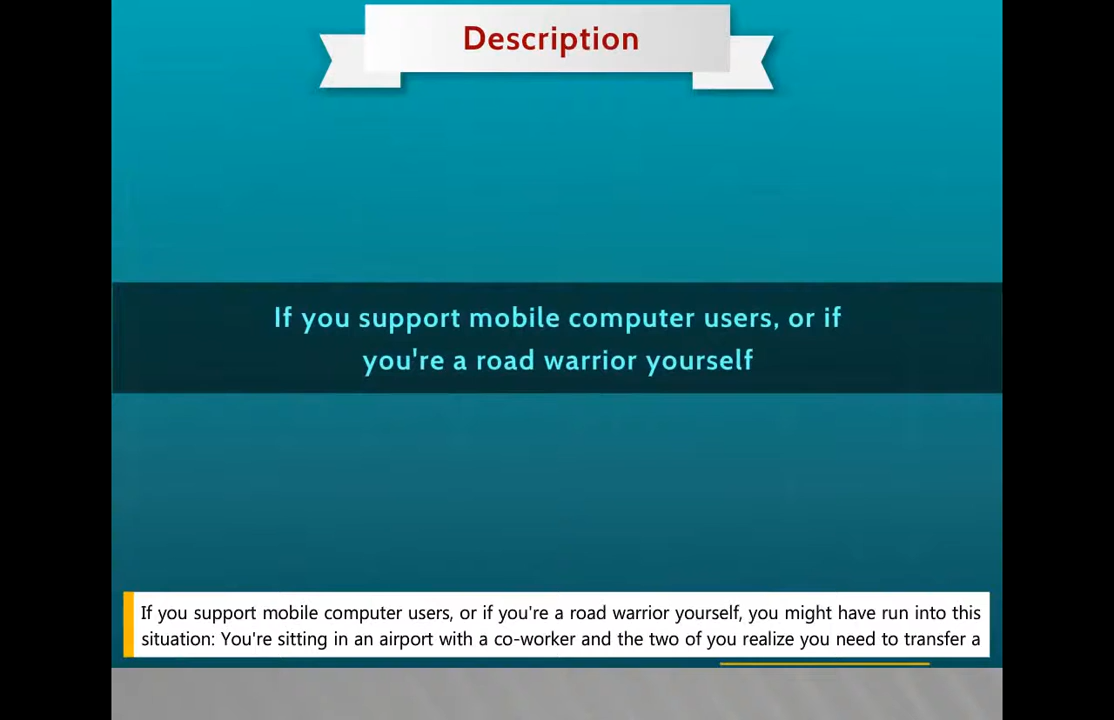 Description
If you support mobile computer users, or if
you're a road warrior yourself
If you support mobile computer users, or if you're a road warrior yourself, you might have run into this
situation: You're sitting in an airport with a co-worker and the two of you realize you need to transfer a